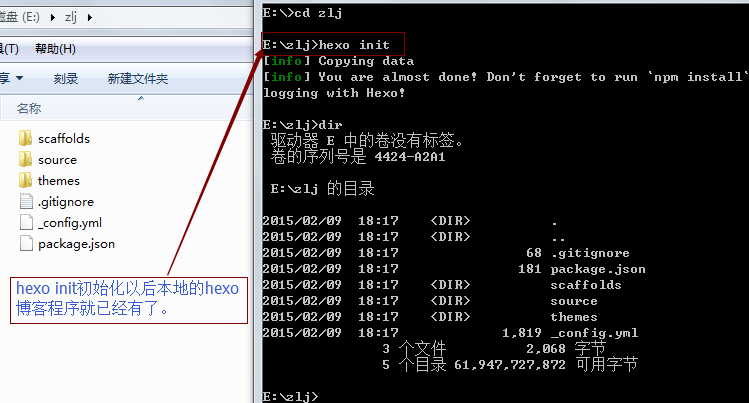 磁盘 (E:) ▸ zlj ▸
(T) 帮助(H)
享 ▾ 刻录 新建文件夹
名称
scaffolds
source
themes
.gitignore
_config.yml
package.json
hexo init初始化以后本地的hexo
博客程序就已经有了。
E:\>cd zlj
E:\zlj>hexo init
[info] Copying data
[info] You are almost done! Don't forget to run `npm install`
logging with Hexo!
E:\zlj>dir
驱动器 E 中的卷没有标签。
卷的序列号是 4424-A2A1
E:\zlj 的目录
2015/02/09 18:17 <DIR> .
2015/02/09 18:17 <DIR> ..
2015/02/09 18:17 68 .gitignore
2015/02/09 18:17 181 package.json
2015/02/09 18:17 <DIR> scaffolds
2015/02/09 18:17 <DIR> source
2015/02/09 18:17 <DIR> themes
2015/02/09 18:17 1,819 _config.yml
3 个文件 2,068 字节
5 个目录 61,947,727,872 可用字节
E:\zlj>